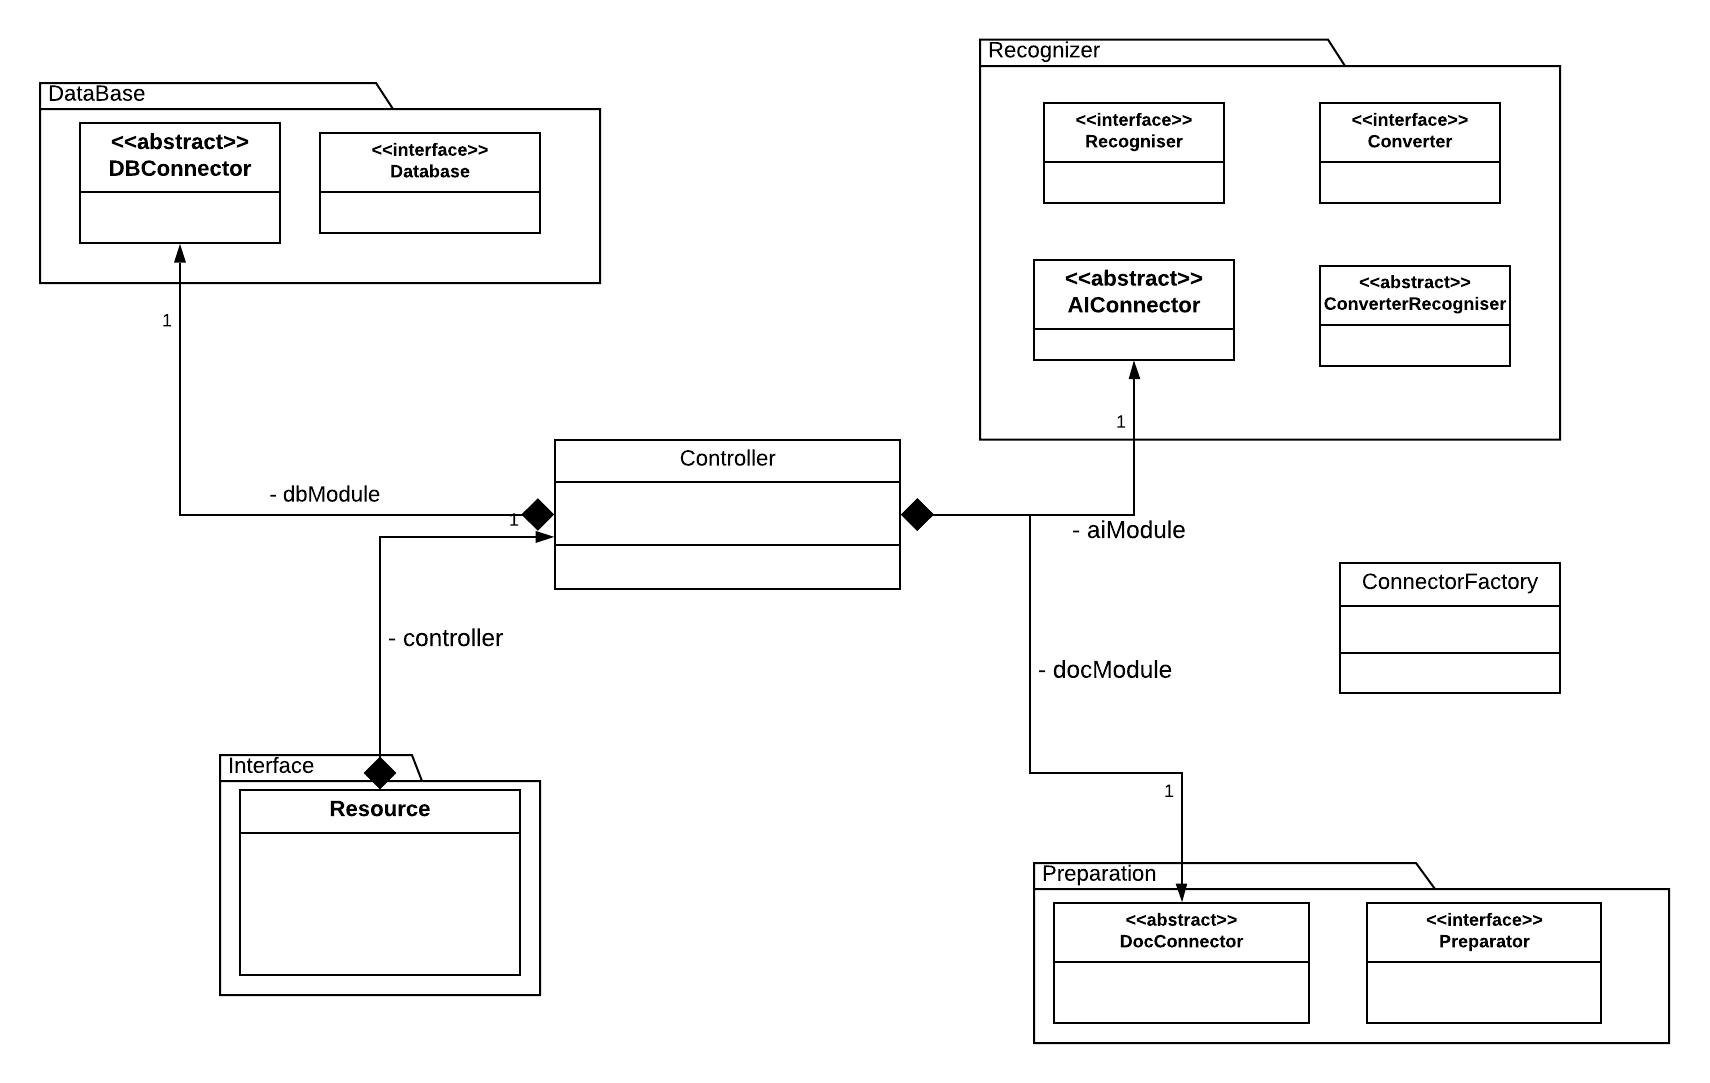 Recognizer
DataBase
<<interface>>
Recogniser
<<interface>>
Converter
<<abstract>>
DBConnector
<<interface>>
Database
<<abstract>>
AIConnector
<<abstract>>
ConverterRecogniser
1
1
Controller
- dbModule
1
- aiModule
ConnectorFactory
- controller
- docModule
Interface
1
Resource
Preparation
<<abstract>>
DocConnector
<<interface>>
Preparator